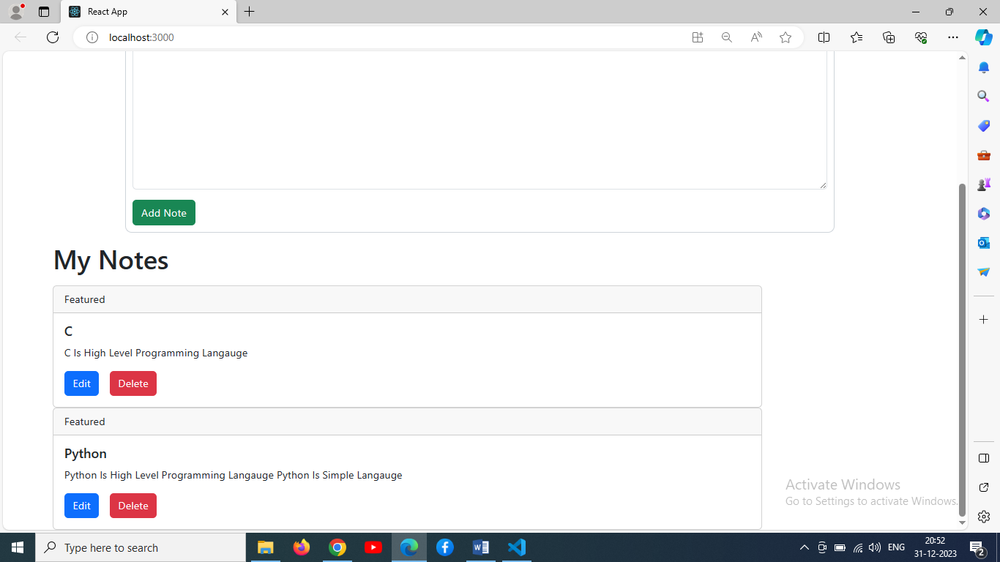 React App
localhost:3000
Add Note
My Notes
Featured
C
C Is High Level Programming Langauge
Edit Delete
Featured
Python
Python Is High Level Programming Langauge Python Is Simple Langauge
Edit Delete
Activate Windows
Go to Settings to activate Windows.
Type here to search
ENG
20:52
31-12-2023
2